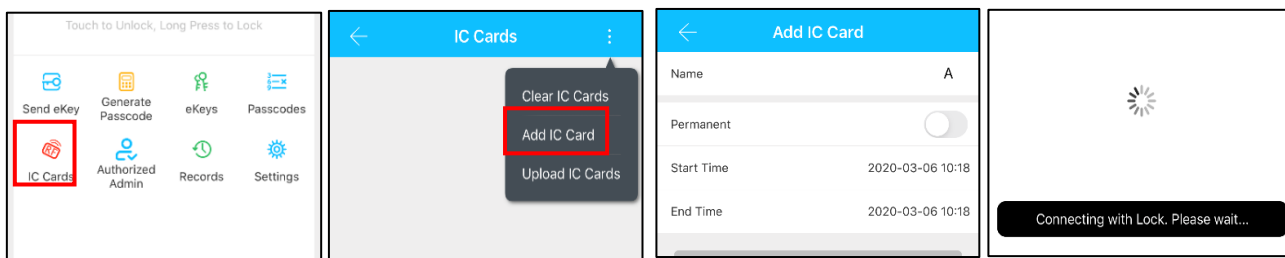 Touch to Unlock, Long Press to Lock
Send eKey
Generate
Passcode
eKeys
Passcodes
IC Cards
Authorized
Admin
Records
Settings
IC Cards
Clear IC Cards
Add IC Card
Upload IC Cards
Add IC Card
Name A
Permanent
Start Time 2020-03-06 10:18
End Time 2020-03-06 10:18
Connecting with Lock. Please wait...